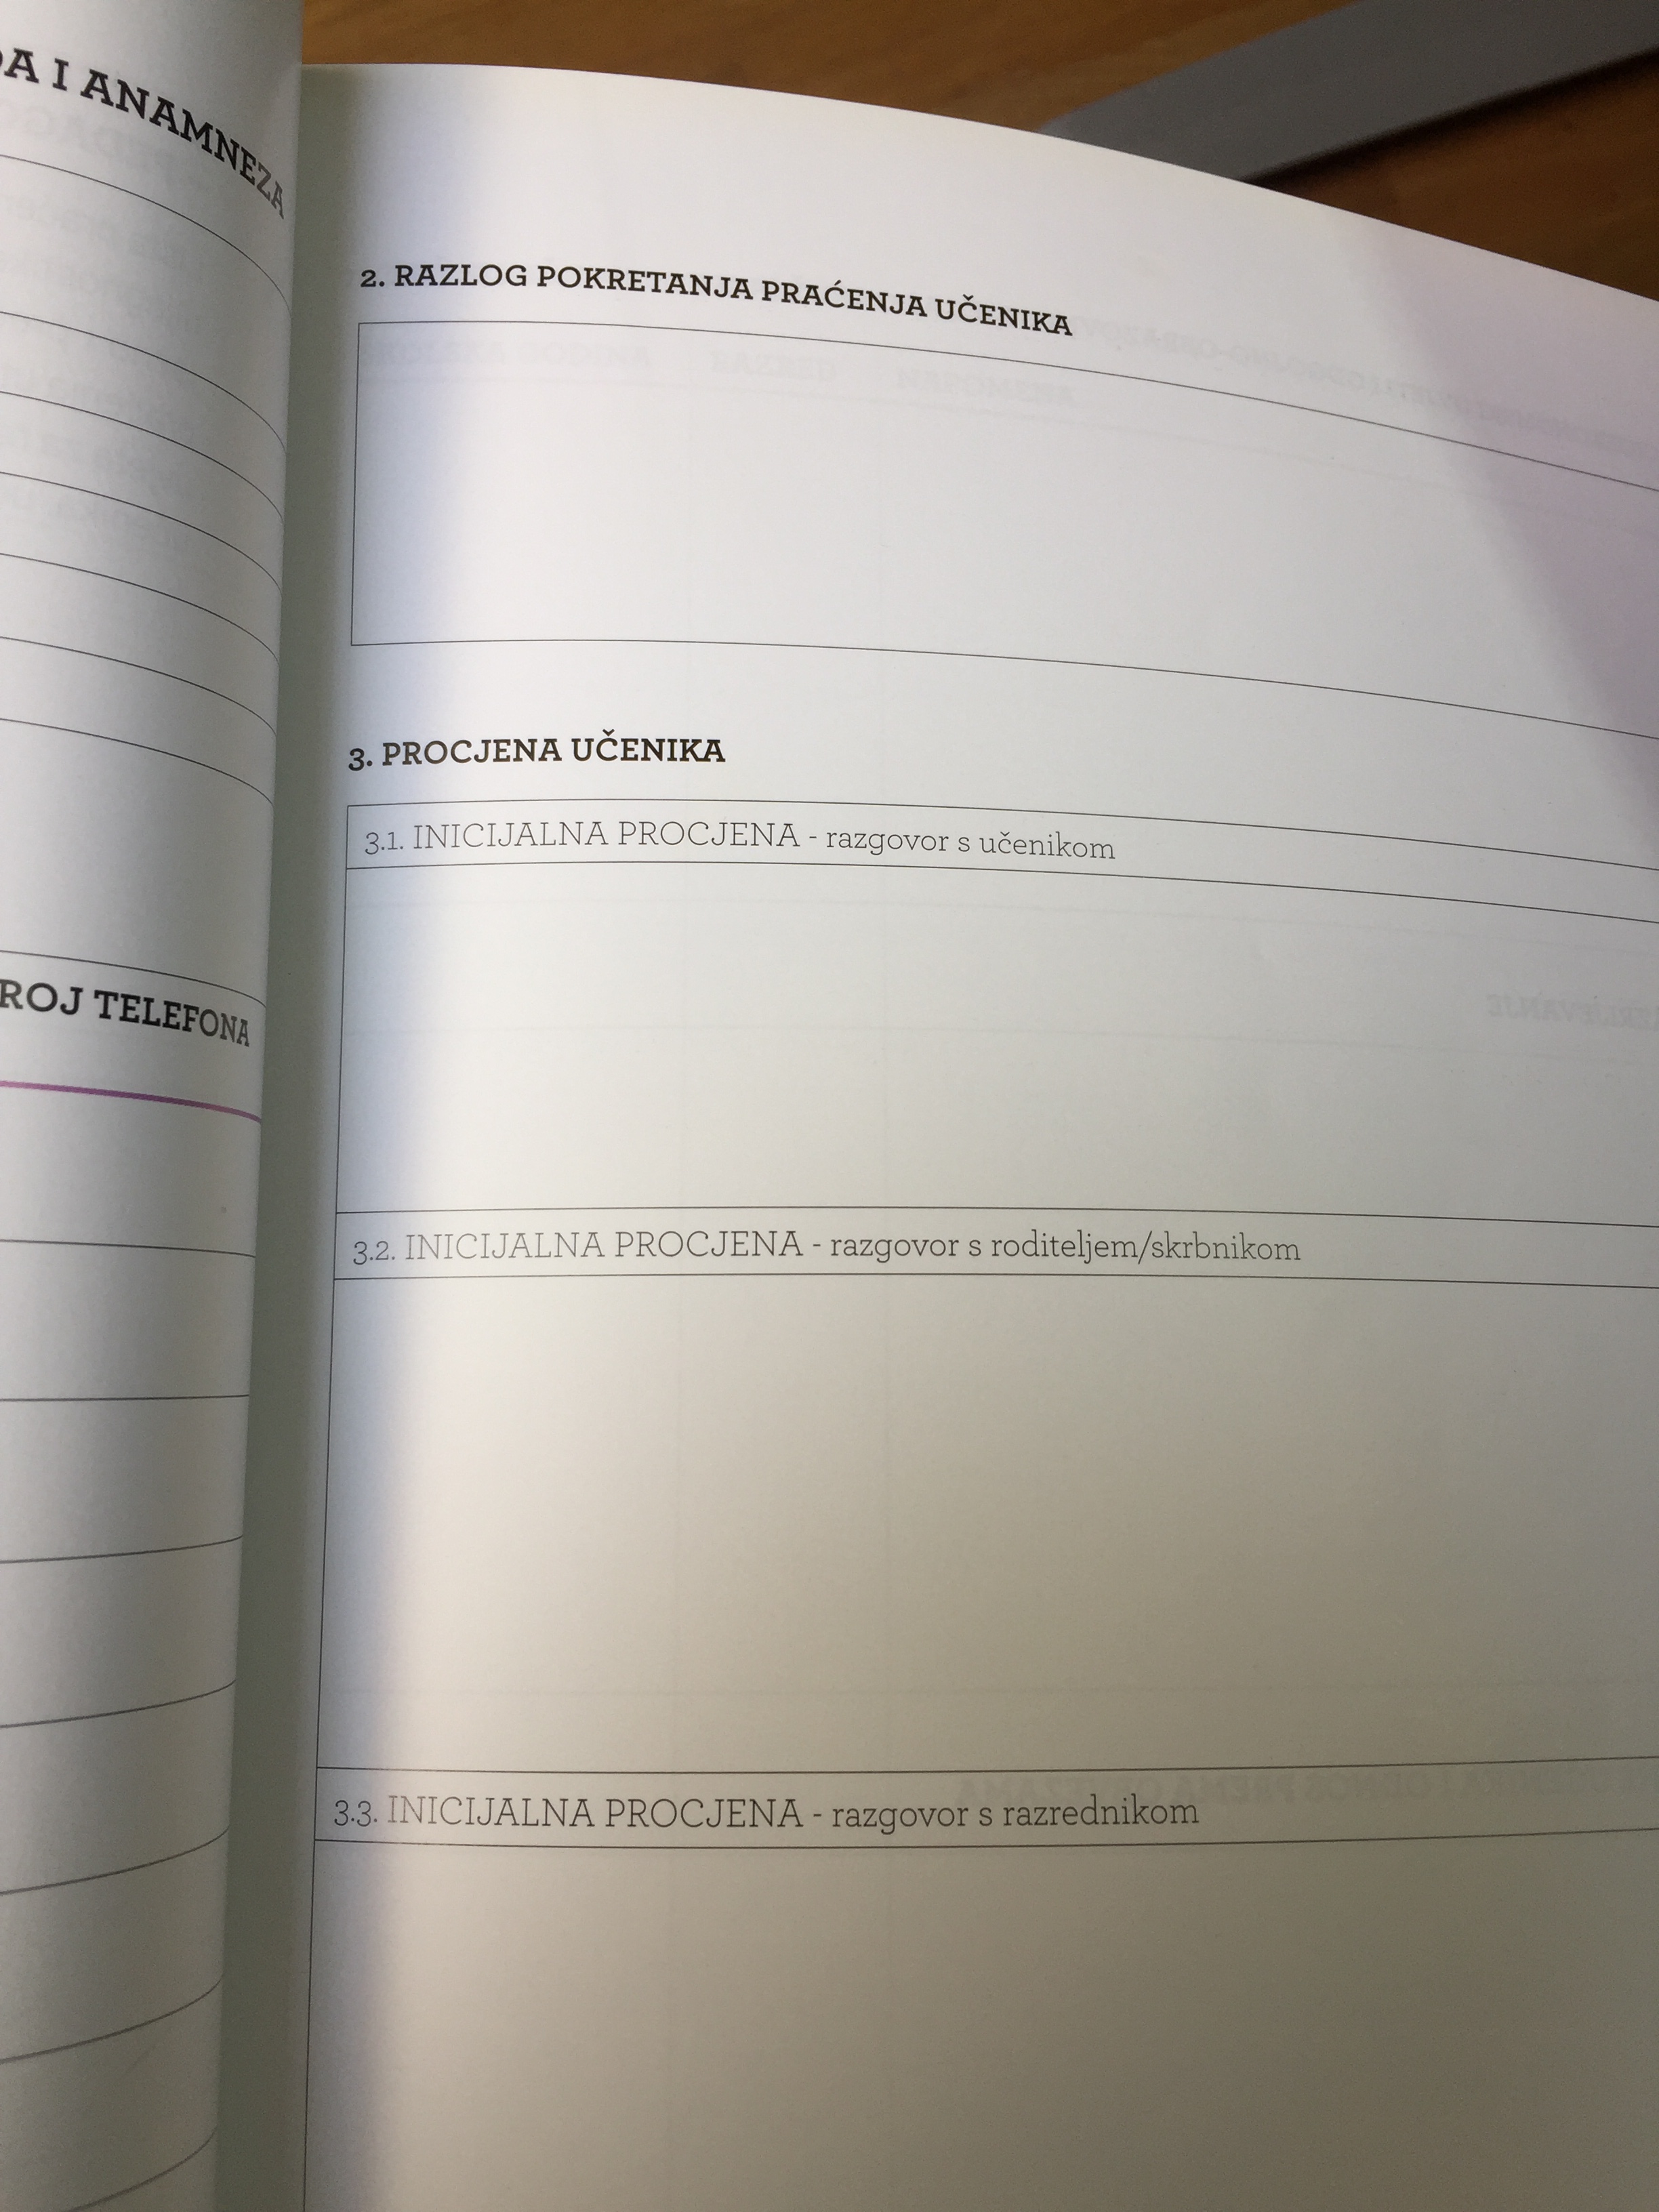 A I ANAMNEZA
ROJ TELEFONA
2. RAZLOG POKRETANJA PRAĆENJA UČENIKA
3. PROCJENA UČENIKA
3.1. INICIJALNA PROCJENA - razgovor s učenikom
3.2. INICIJALNA PROCJENA - razgovor s roditeljem/skrbnikom
3.3. INICIJALNA PROCJENA - razgovor s razrednikom